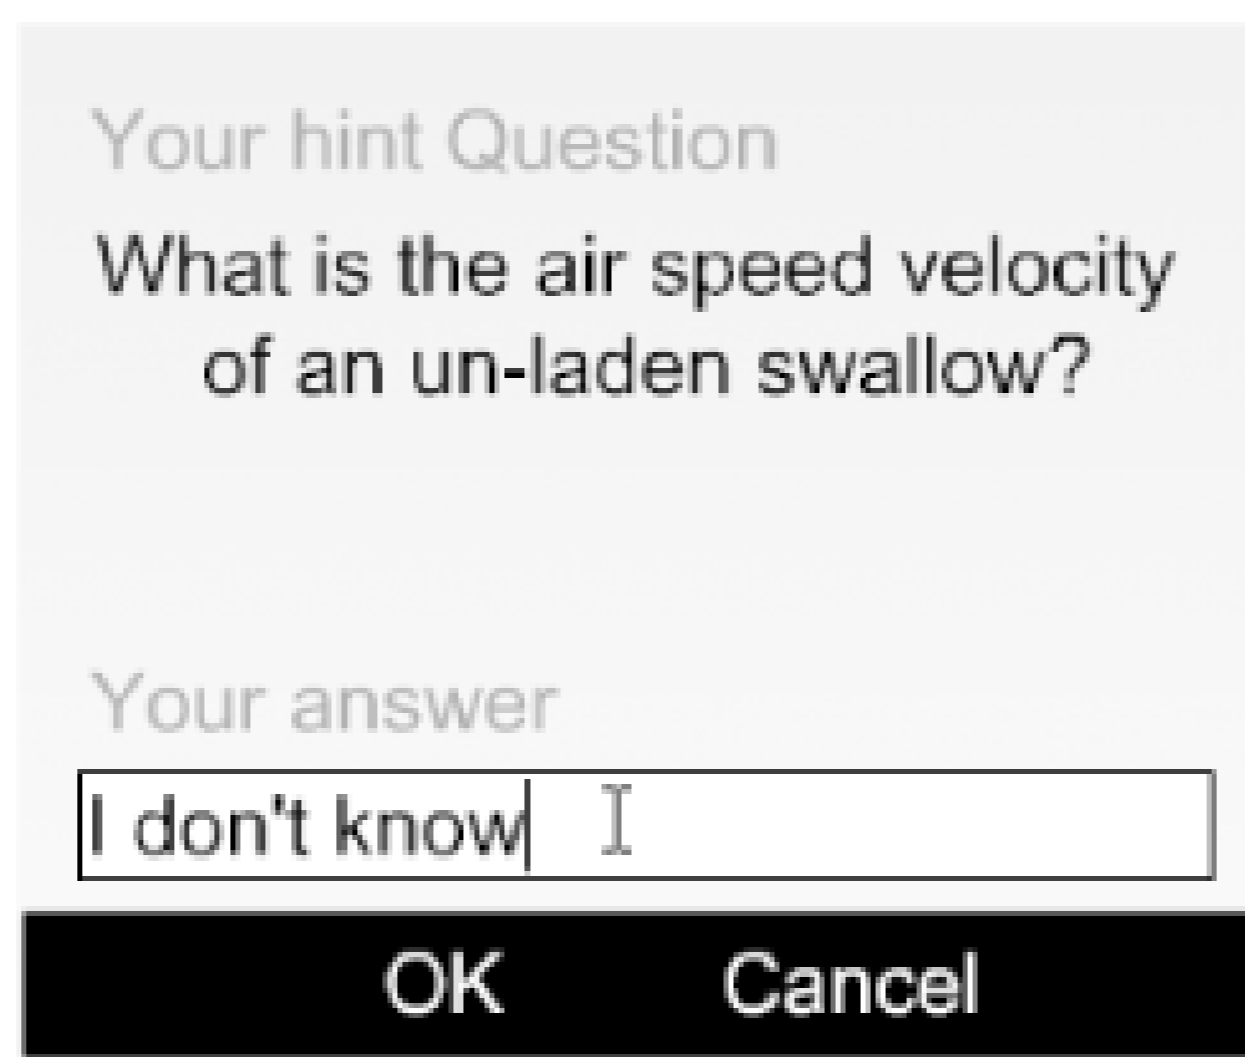 Your hint Question
What is the air speed velocity
of an un-laden swallow?
Your answer
I don't know
OK Cancel